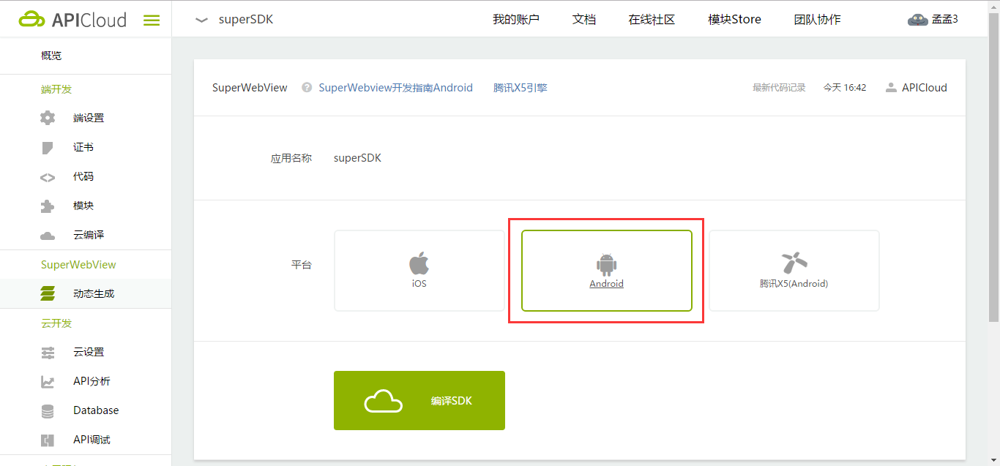 APICloud
superSDK
我的账户
文档
在线社区
模块Store
团队协作
孟孟3
概览
端开发
端设置
证书
代码
模块
云编译
SuperWebView
动态生成
云开发
云设置
API分析
Database
API调试
SuperWebView
? SuperWebview开发指南Android
腾讯X5引擎
最新代码记录
今天 16:42
APICloud
应用名称
superSDK
平台
iOS
Android
腾讯X5(Android)
编译SDK